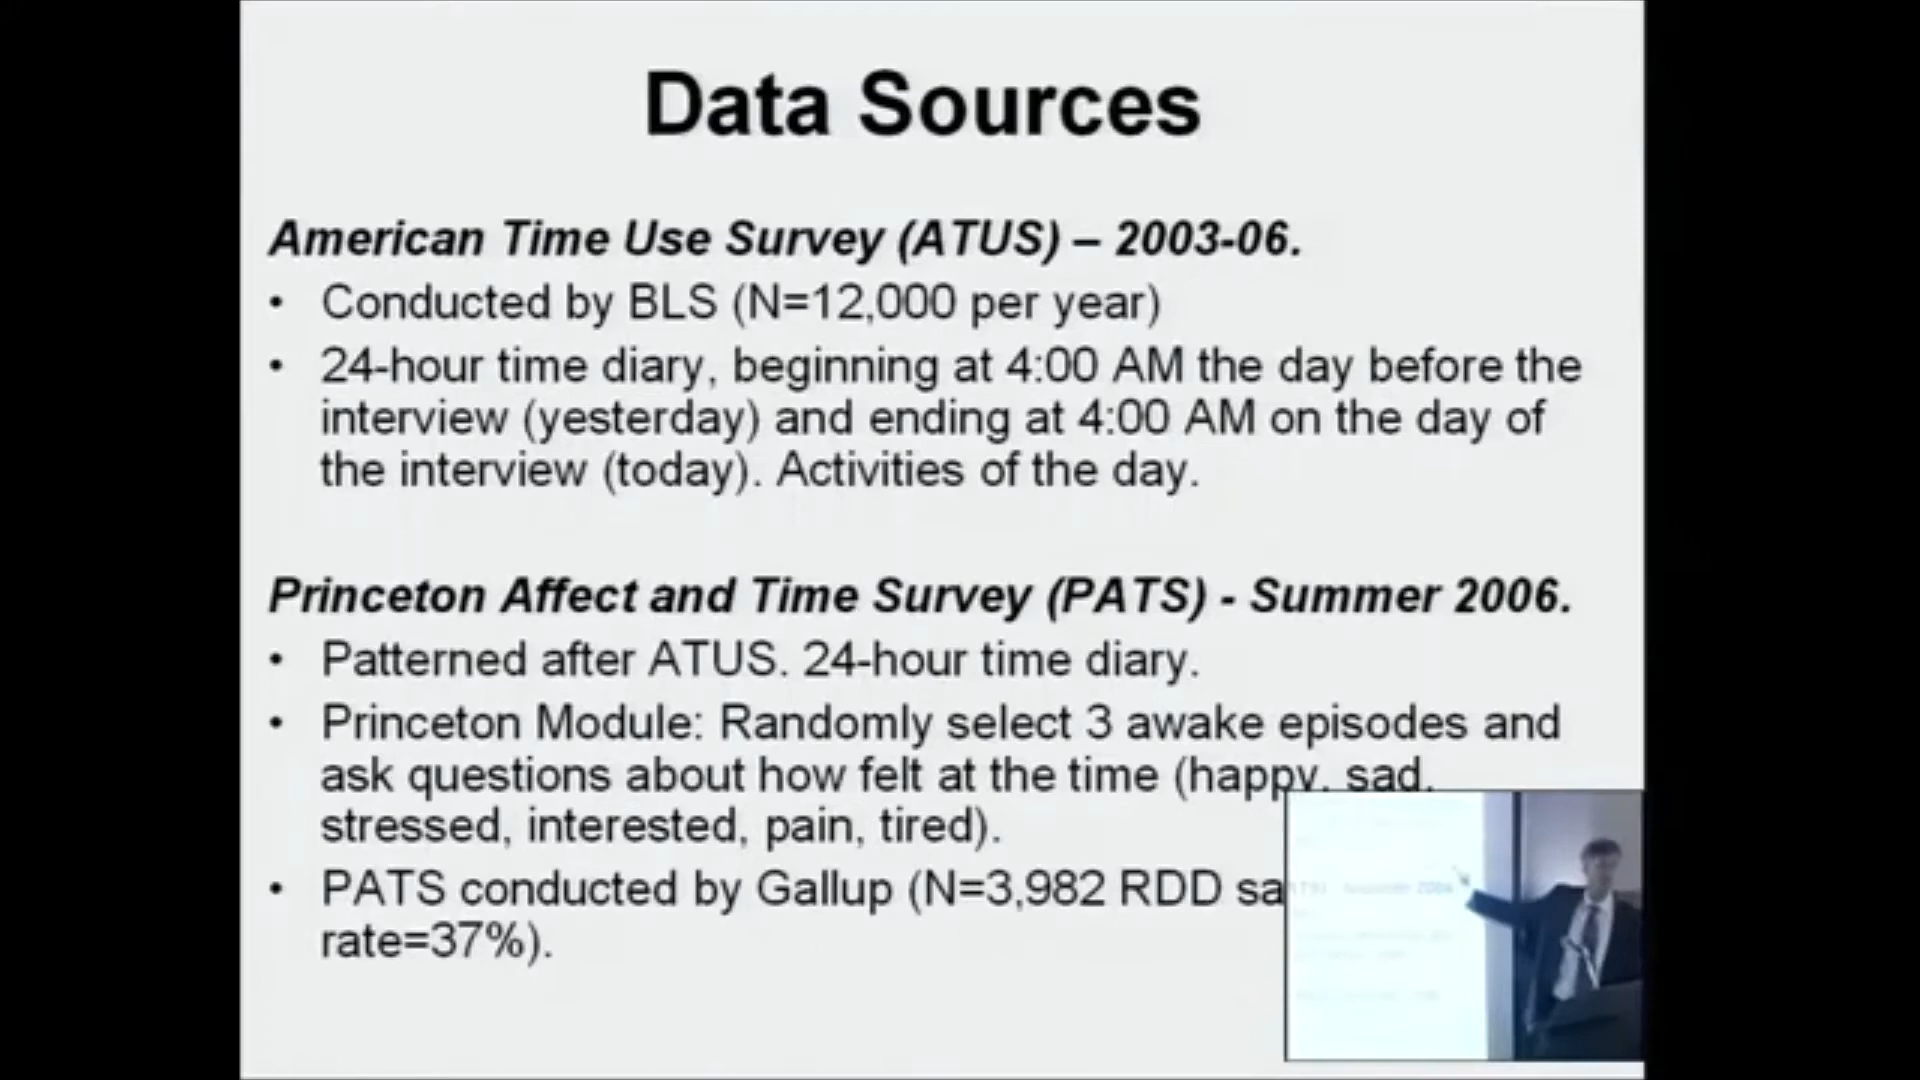 Data Sources
American Time Use Survey (ATUS) – 2003-06.
• Conducted by BLS (N=12,000 per year)
• 24-hour time diary, beginning at 4:00 AM the day before the
interview (yesterday) and ending at 4:00 AM on the day of
the interview (today). Activities of the day.
Princeton Affect and Time Survey (PATS) - Summer 2006.
• Patterned after ATUS. 24-hour time diary.
• Princeton Module: Randomly select 3 awake episodes and
ask questions about how felt at the time (happy, sad,
stressed, interested, pain, tired).
• PATS conducted by Gallup (N=3,982 RDD sa
rate=37%).